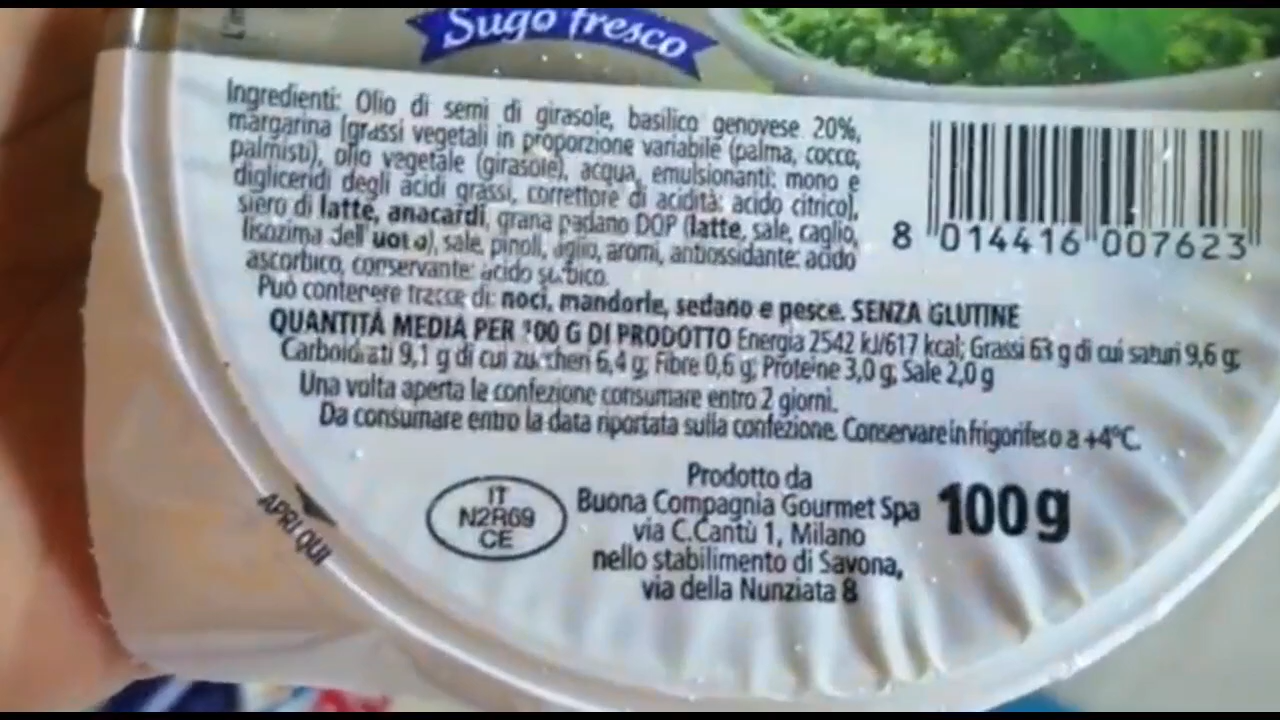 Sugo fresco
Ingredienti: Olio di semi di girasole, basilico genovese 20%,
margarina [grassi vegetali in proporzione variabile (palma, cocco,
palmisti), olio vegetale (girasole), acqua, emulsionanti: mono e
digliceridi degli acidi grassi, correttore di acidità: acido citrico],
siero di latte, anacardi, grana padano DOP (latte, sale, caglio,
lisozima dell'uovo), sale, pinoli, aglio, aromi, antiossidante: acido
ascorbico, conservante: acido sorbico.
Può contenere tracce di: noci, mandorle, sedano e pesce. SENZA GLUTINE
QUANTITÀ MEDIA PER 100 G DI PRODOTTO Energia 2542 kJ/617 kcal; Grassi 63 g di cui saturi 9,6 g;
Carboidrati 9,1 g di cui zuccheri 6,4 g; Fibre 0,6 g; Proteine 3,0 g; Sale 2,0 g
Una volta aperta le confezione consumare entro 2 giorni.
Da consumare entro la data riportata sulla confezione. Conservare in frigorifero a +4°C.
8 014416 007623
APRI QUI
IT
N2R69
CE
Prodotto da
Buona Compagnia Gourmet Spa
via C.Cantù 1, Milano
nello stabilimento di Savona,
via della Nunziata 8
100 g